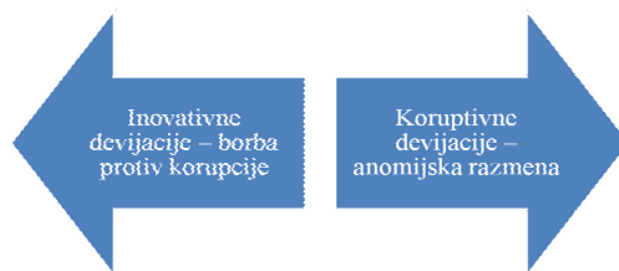 Inovativne
devijacije – borba
protiv korupcije
Koruptivne
devijacije –
anomijska razmena